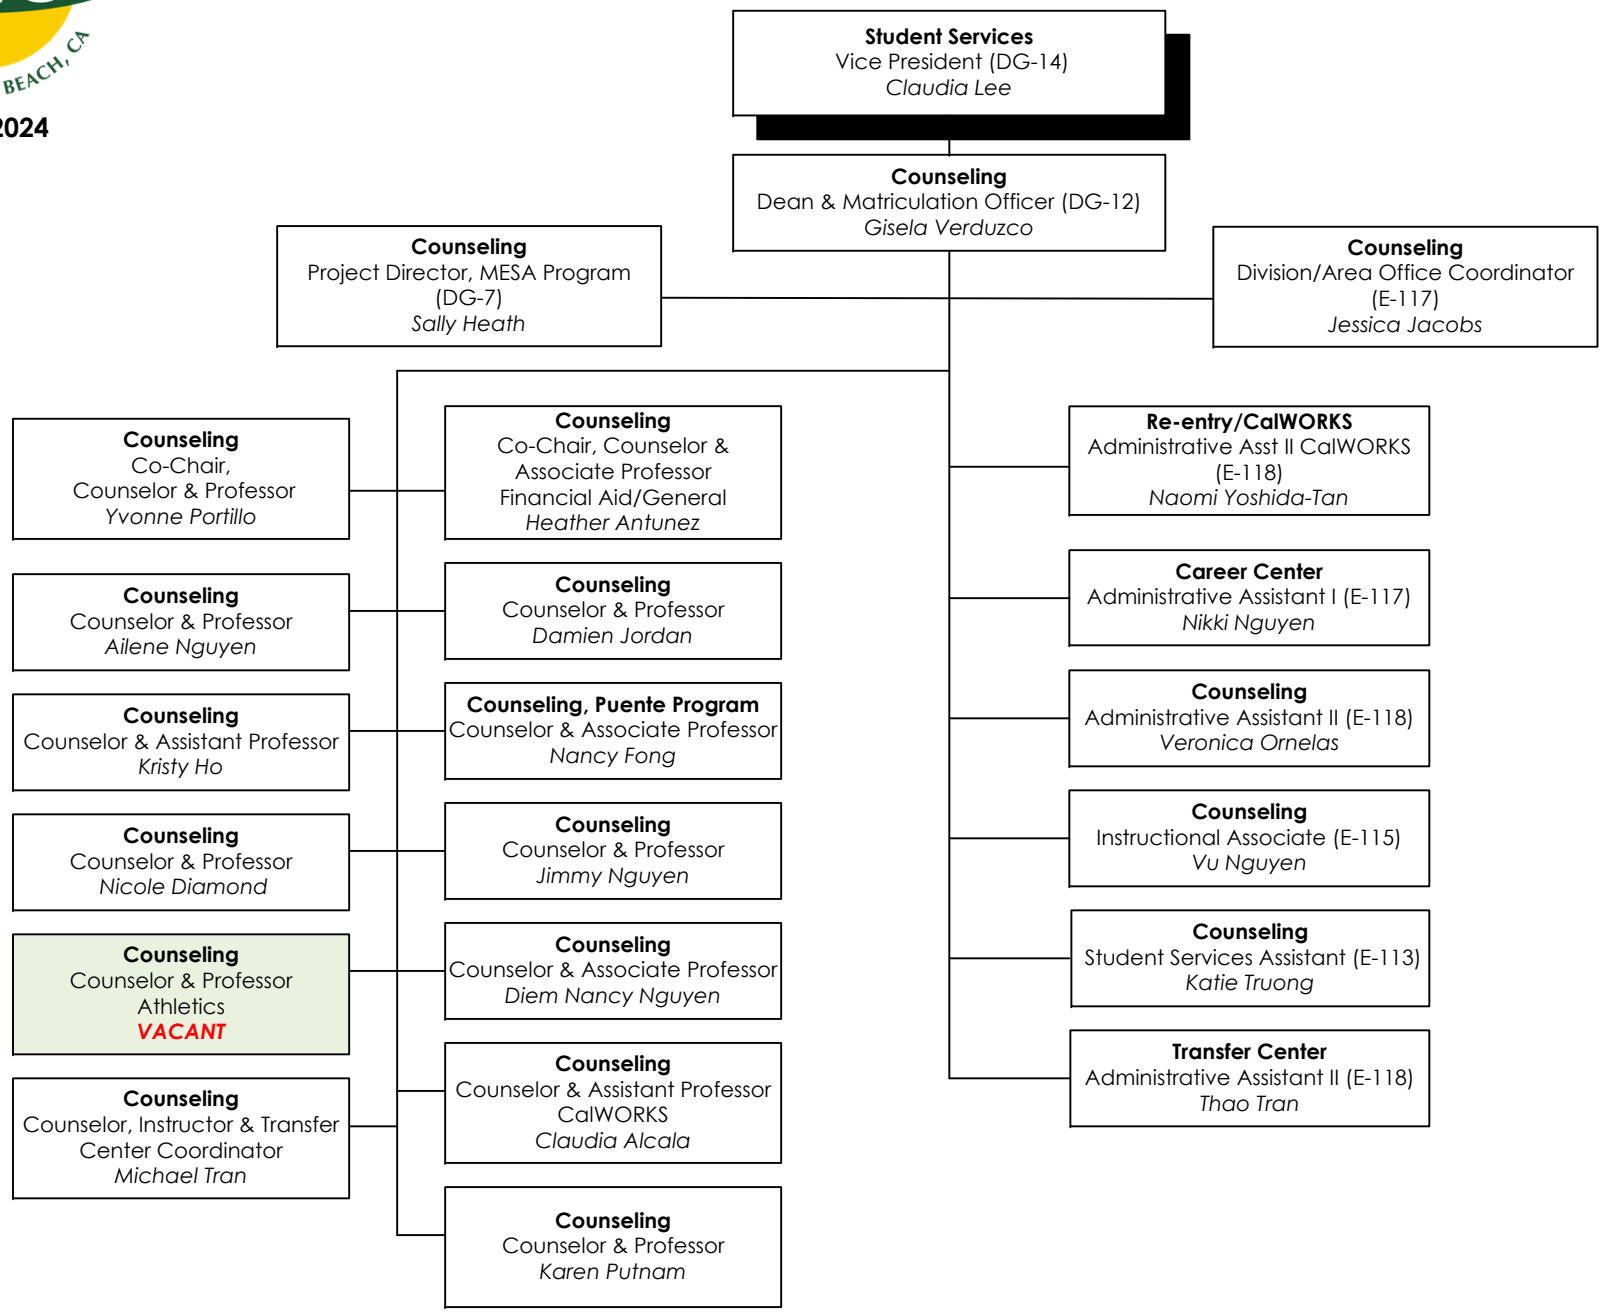 BEACH, CA
2024
Student Services
Vice President (DG-14)
Claudia Lee
Counseling
Dean & Matriculation Officer (DG-12)
Gisela Verduzco
Counseling
Project Director, MESA Program
(DG-7)
Sally Heath
Counseling
Division/Area Office Coordinator
(E-117)
Jessica Jacobs
Counseling
Co-Chair,
Counselor & Professor
Yvonne Portillo
Counseling
Co-Chair, Counselor &
Associate Professor
Financial Aid/General
Heather Antunez
Re-entry/CalWORKS
Administrative Asst II CalWORKS
(E-118)
Naomi Yoshida-Tan
Counseling
Counselor & Professor
Ailene Nguyen
Counseling
Counselor & Professor
Damien Jordan
Career Center
Administrative Assistant I (E-117)
Nikki Nguyen
Counseling
Counselor & Assistant Professor
Kristy Ho
Counseling, Puente Program
Counselor & Associate Professor
Nancy Fong
Counseling
Administrative Assistant II (E-118)
Veronica Ornelas
Counseling
Counselor & Professor
Nicole Diamond
Counseling
Counselor & Professor
Jimmy Nguyen
Counseling
Instructional Associate (E-115)
Vu Nguyen
Counseling
Counselor & Professor
Athletics
VACANT
Counseling
Counselor & Associate Professor
Diem Nancy Nguyen
Counseling
Student Services Assistant (E-113)
Katie Truong
Counseling
Counselor, Instructor & Transfer
Center Coordinator
Michael Tran
Counseling
Counselor & Assistant Professor
CalWORKS
Claudia Alcala
Transfer Center
Administrative Assistant II (E-118)
Thao Tran
Counseling
Counselor & Professor
Karen Putnam